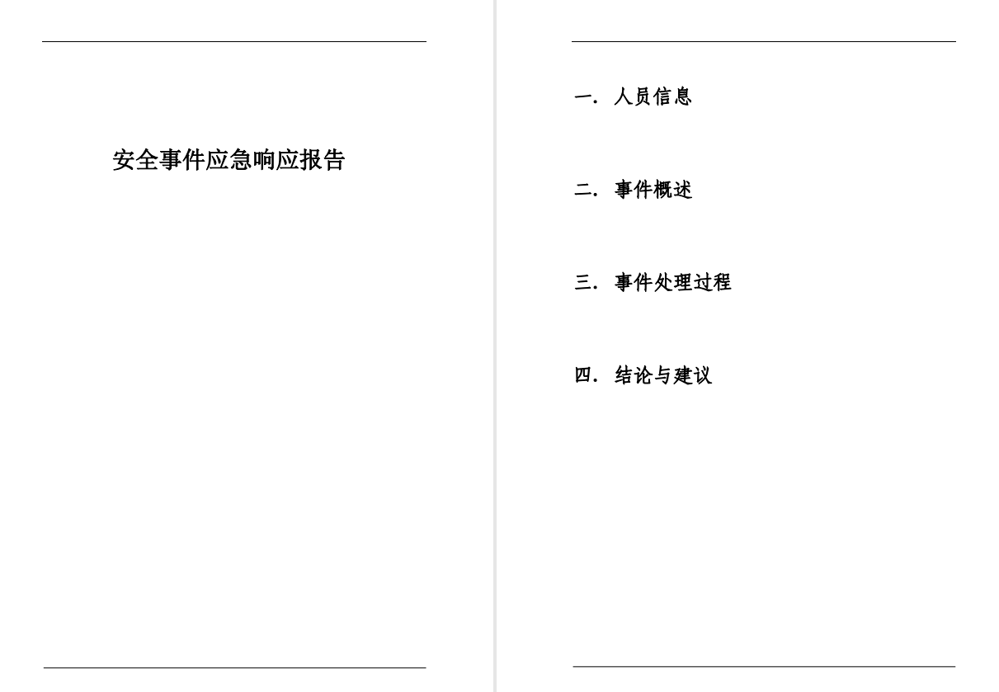 安全事件应急响应报告
一. 人员信息
二. 事件概述
三. 事件处理过程
四. 结论与建议